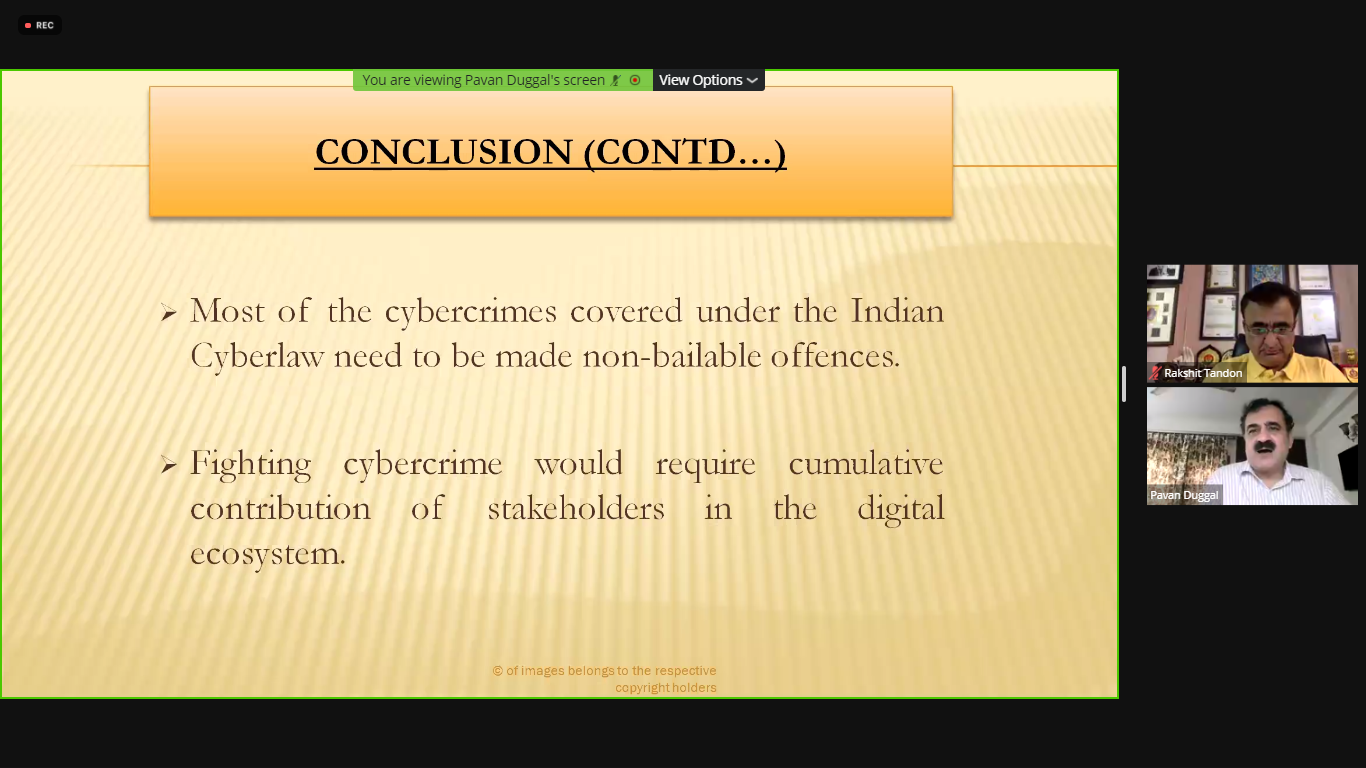 REC
You are viewing Pavan Duggal's screen
View Options
CONCLUSION (CONTD…)
➢ Most of the cybercrimes covered under the Indian
Cyberlaw need to be made non-bailable offences.
➢ Fighting cybercrime would require cumulative
contribution of stakeholders in the digital
ecosystem.
© of images belongs to the respective
copyright holders
Rakshit Tandon
Pavan Duggal